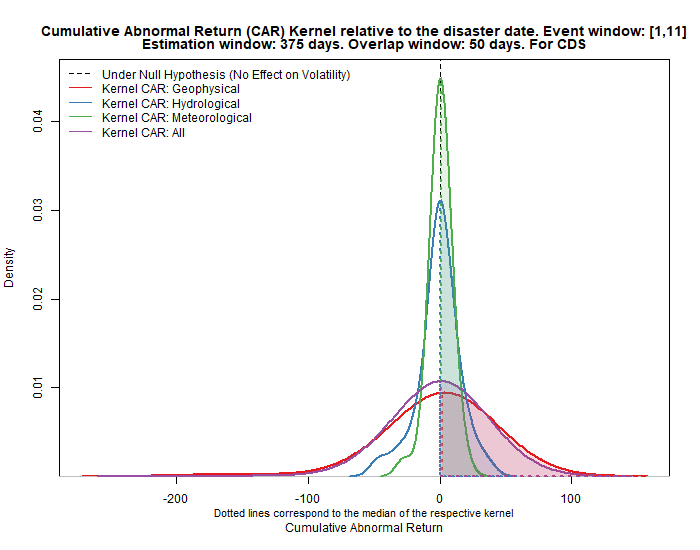 Cumulative Abnormal Return (CAR) Kernel relative to the disaster date. Event window: [1,11]
Estimation window: 375 days. Overlap window: 50 days. For CDS
Under Null Hypothesis (No Effect on Volatility)
Kernel CAR: Geophysical
Kernel CAR: Hydrological
Kernel CAR: Meteorological
Kernel CAR: All
Density
0.04
0.03
0.02
0.01
-200 -100 0 100
Dotted lines correspond to the median of the respective kernel
Cumulative Abnormal Return